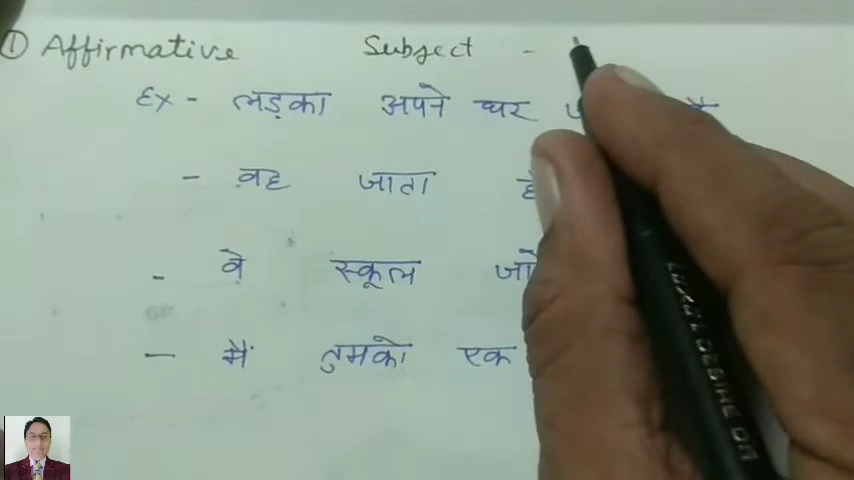 ① Affirmative Subject -
Ex - लड़का अपने घर
- वह जाता
- वे स्कूल
- मैं तुमको एक